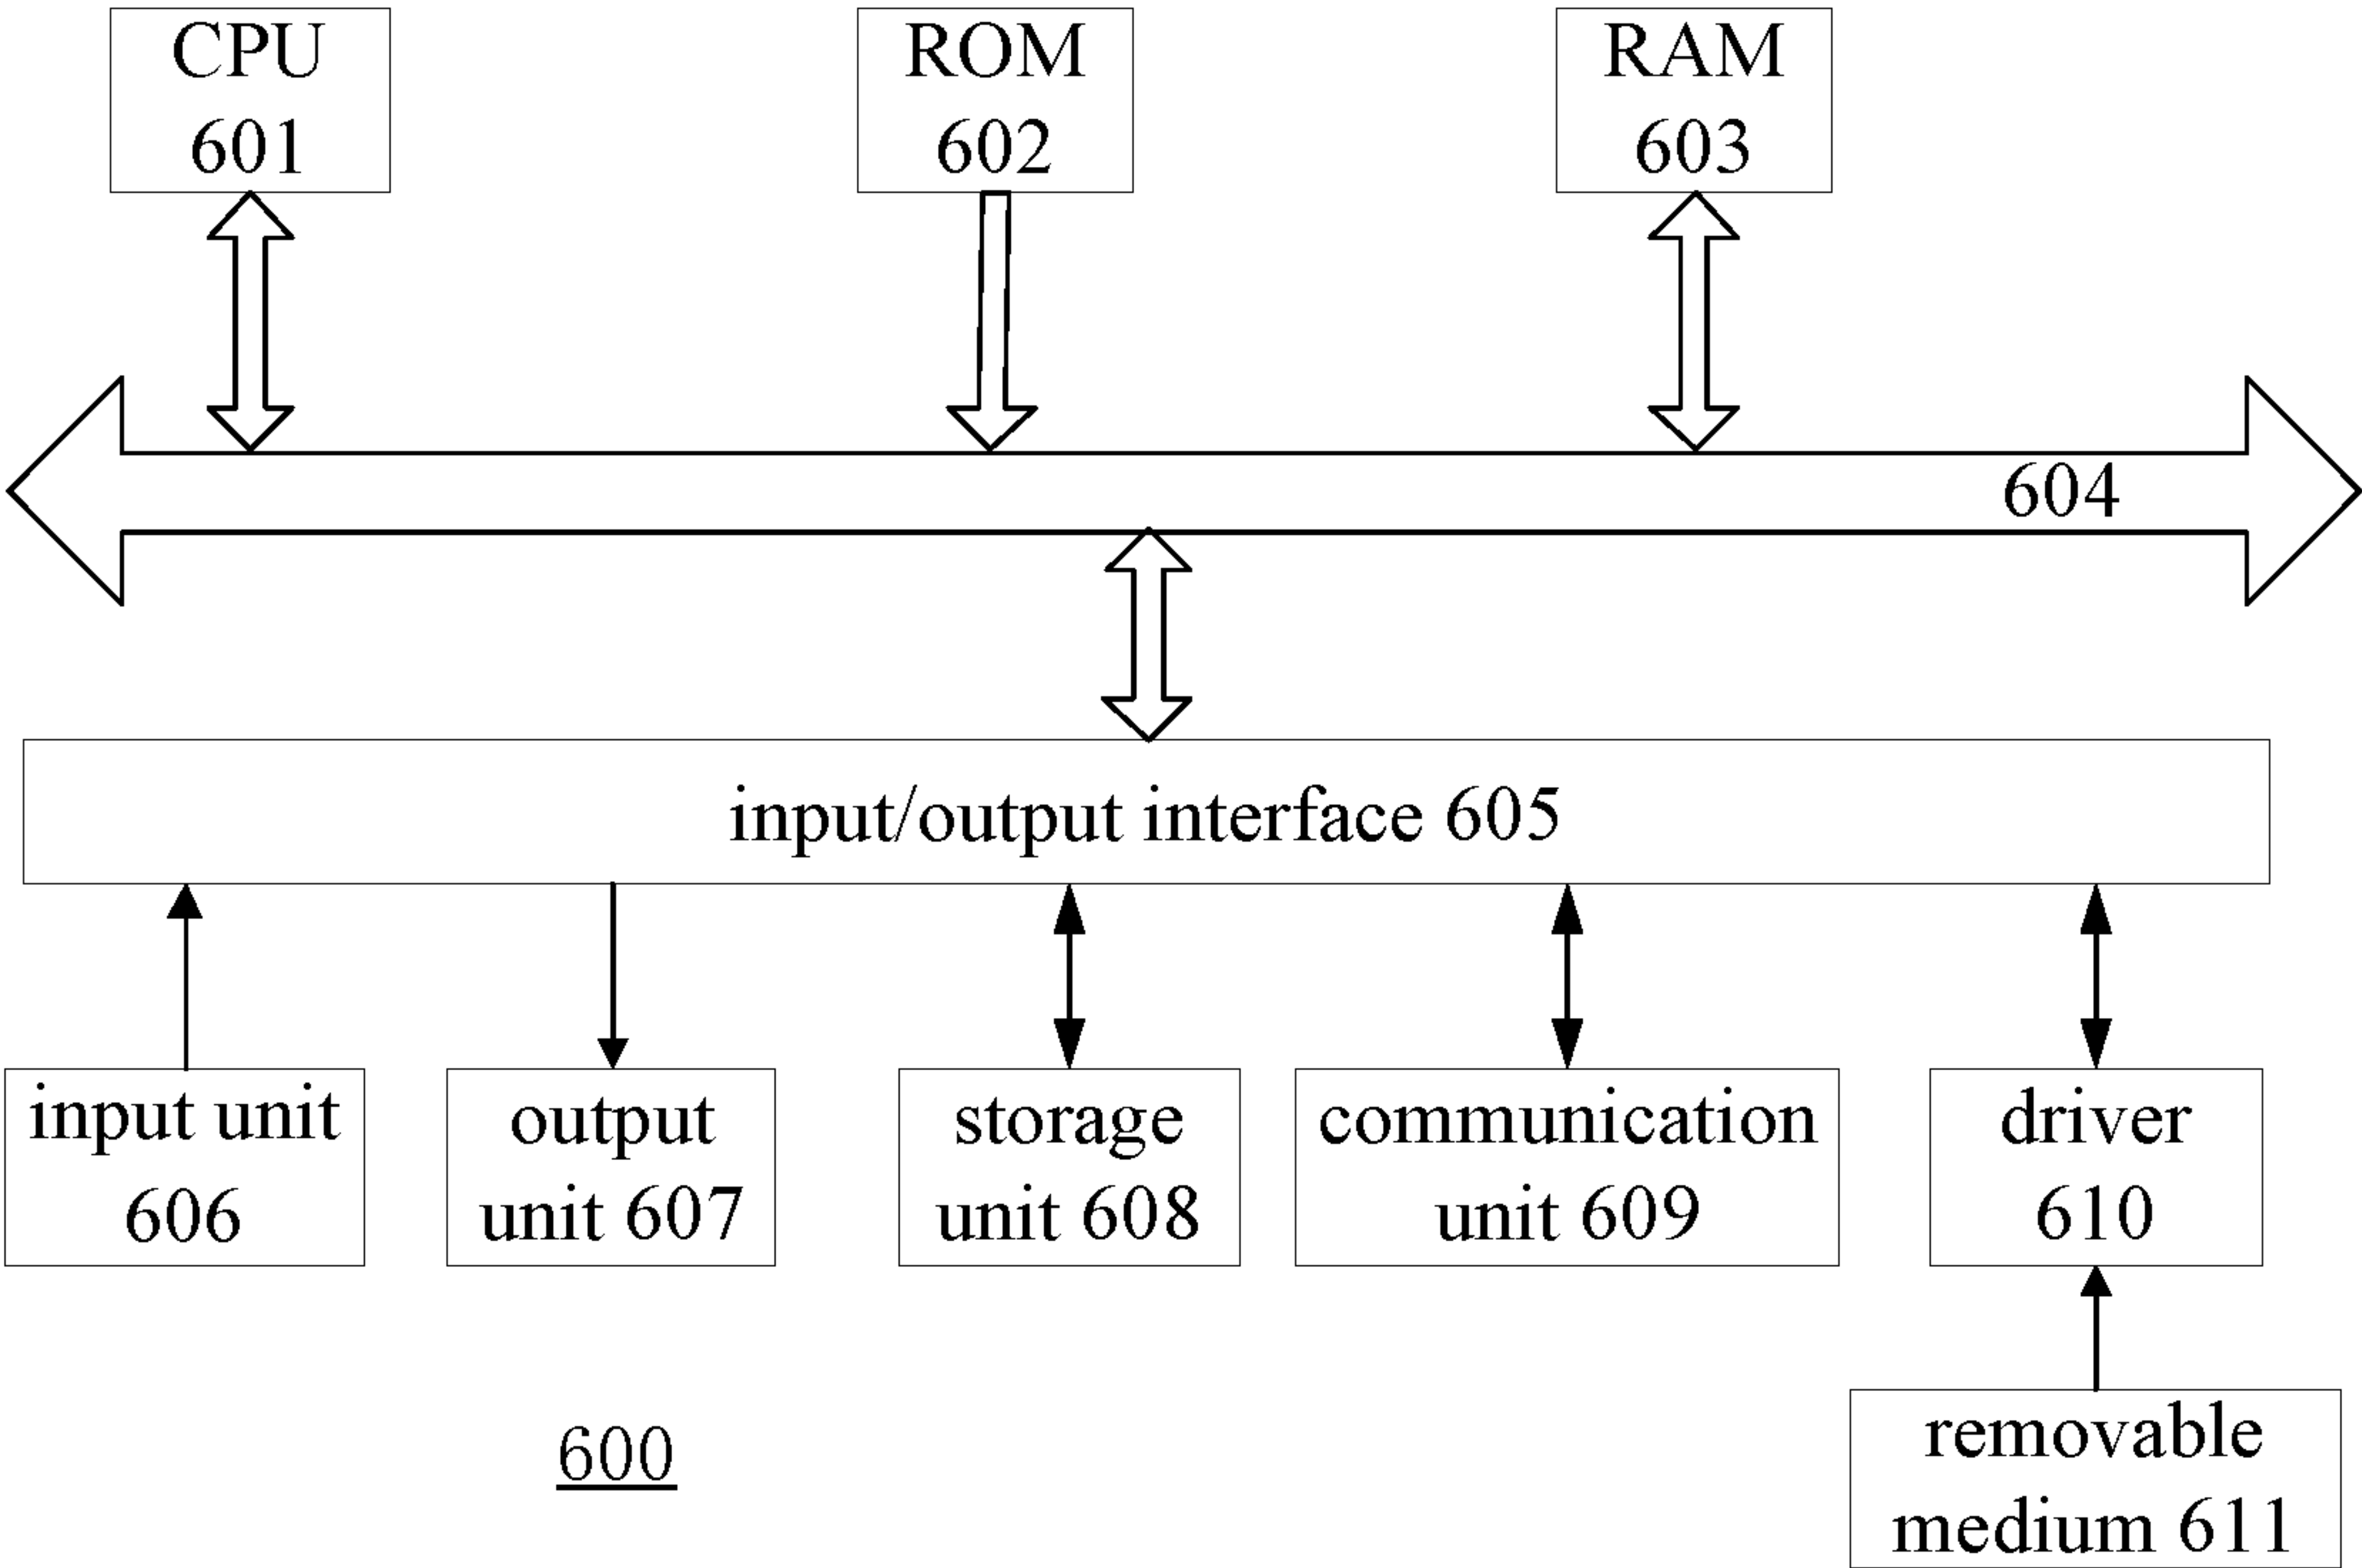 CPU
601
ROM
602
RAM
603
604
input/output interface 605
input unit
606
output
unit 607
storage
unit 608
communication
unit 609
driver
610
600
removable
medium 611